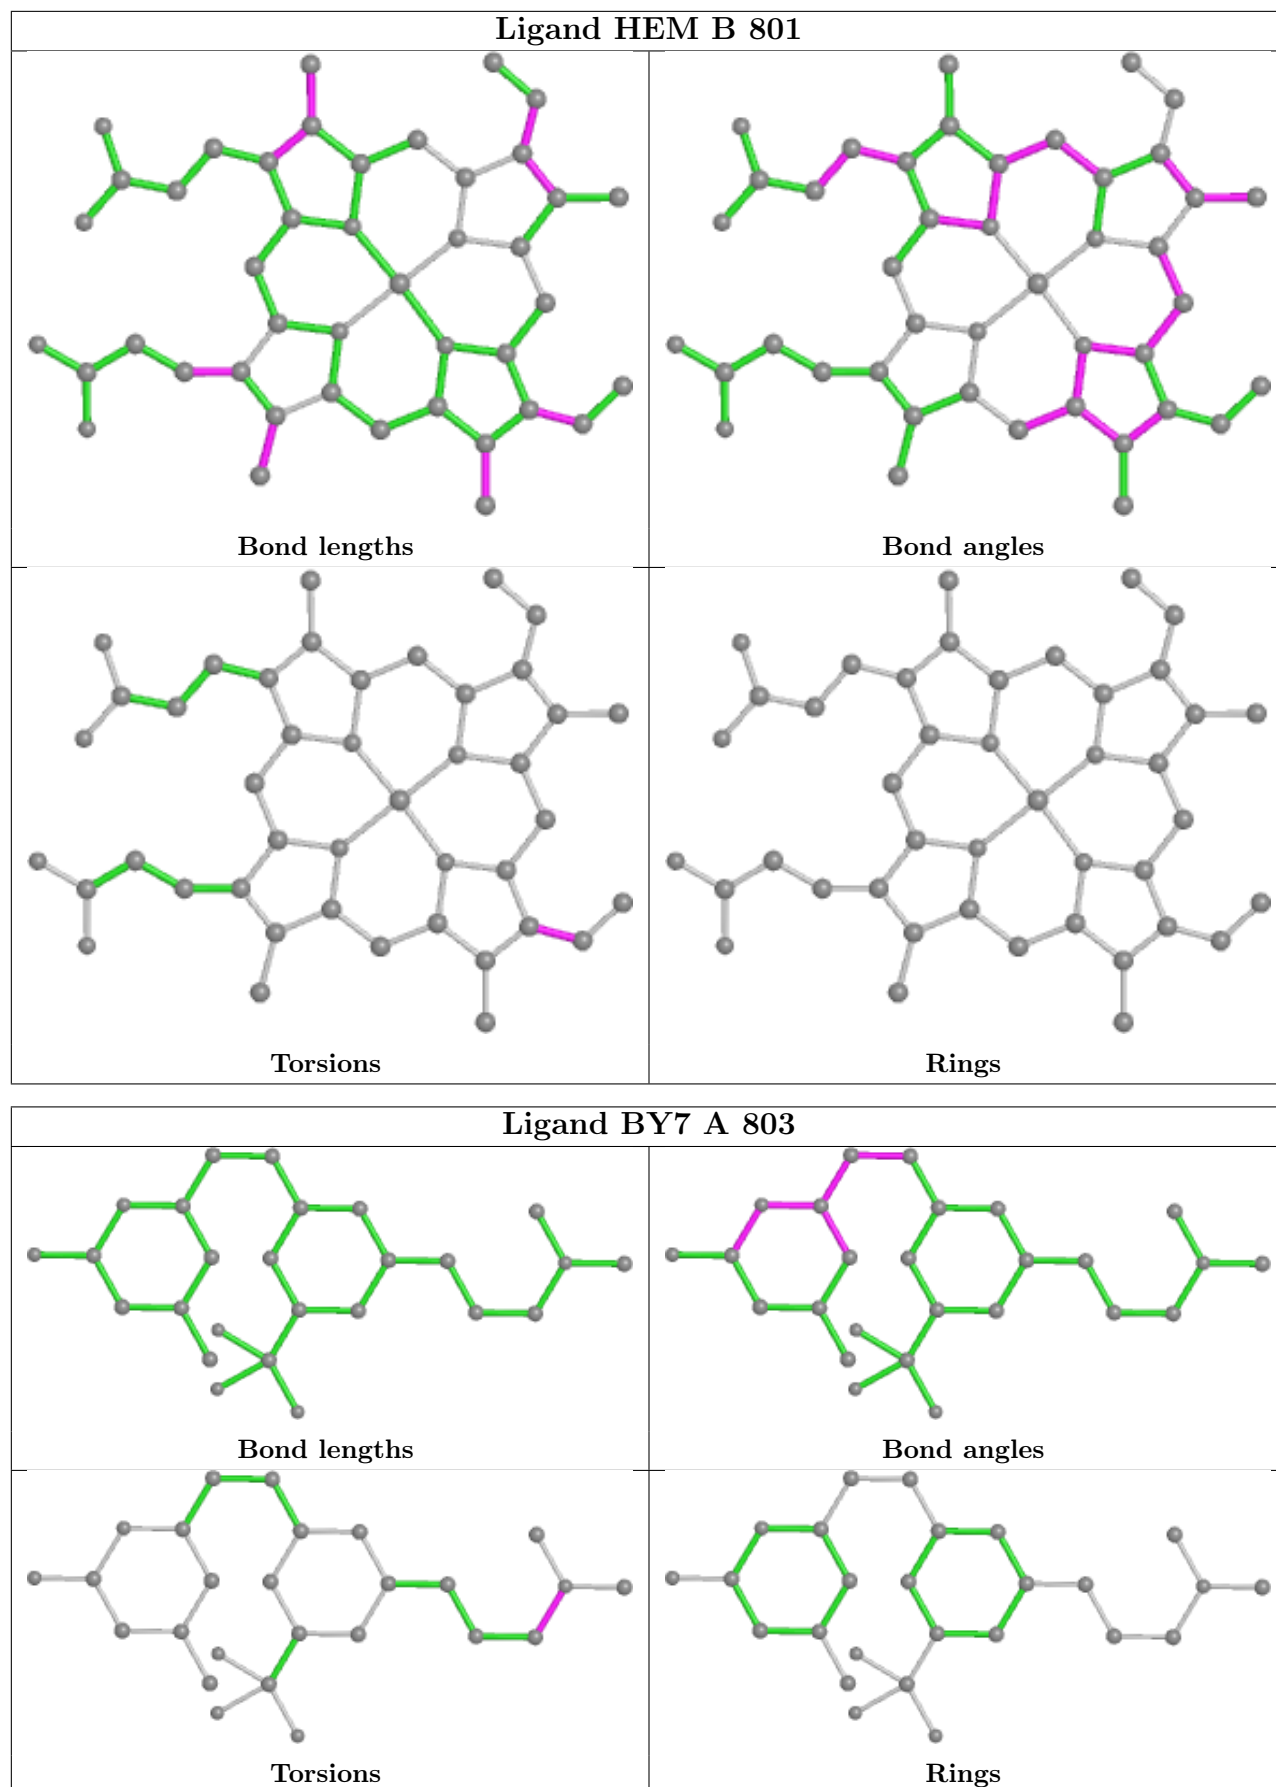 Ligand HEM B 801
Bond lengths
Bond angles
Torsions
Rings
Ligand BY7 A 803
Bond lengths
Bond angles
Torsions
Rings